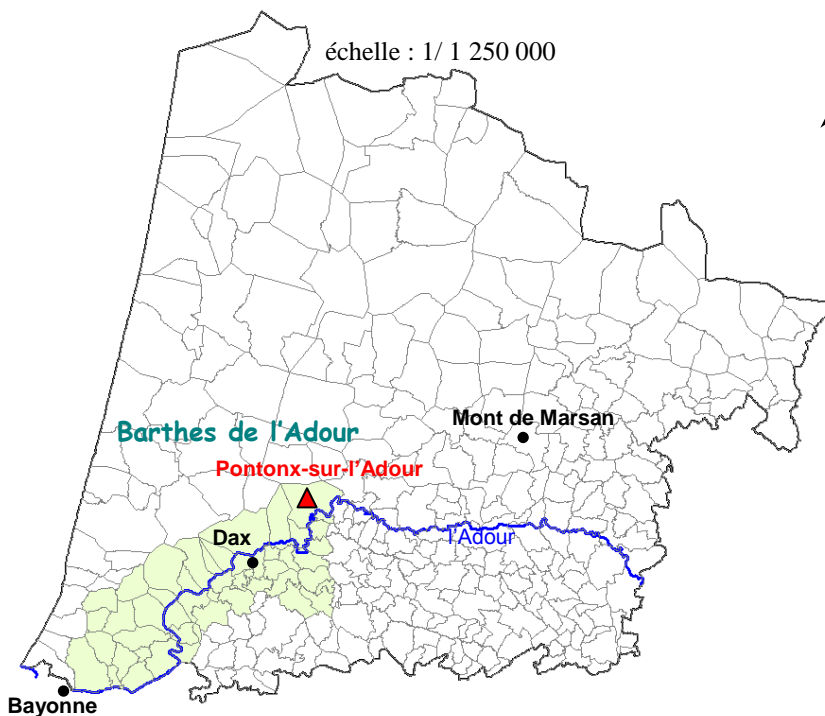 échelle : 1/ 1 250 000
Mont de Marsan
Barthes de l'Adour
Pontonx-sur-l'Adour
l'Adour
Dax
Bayonne